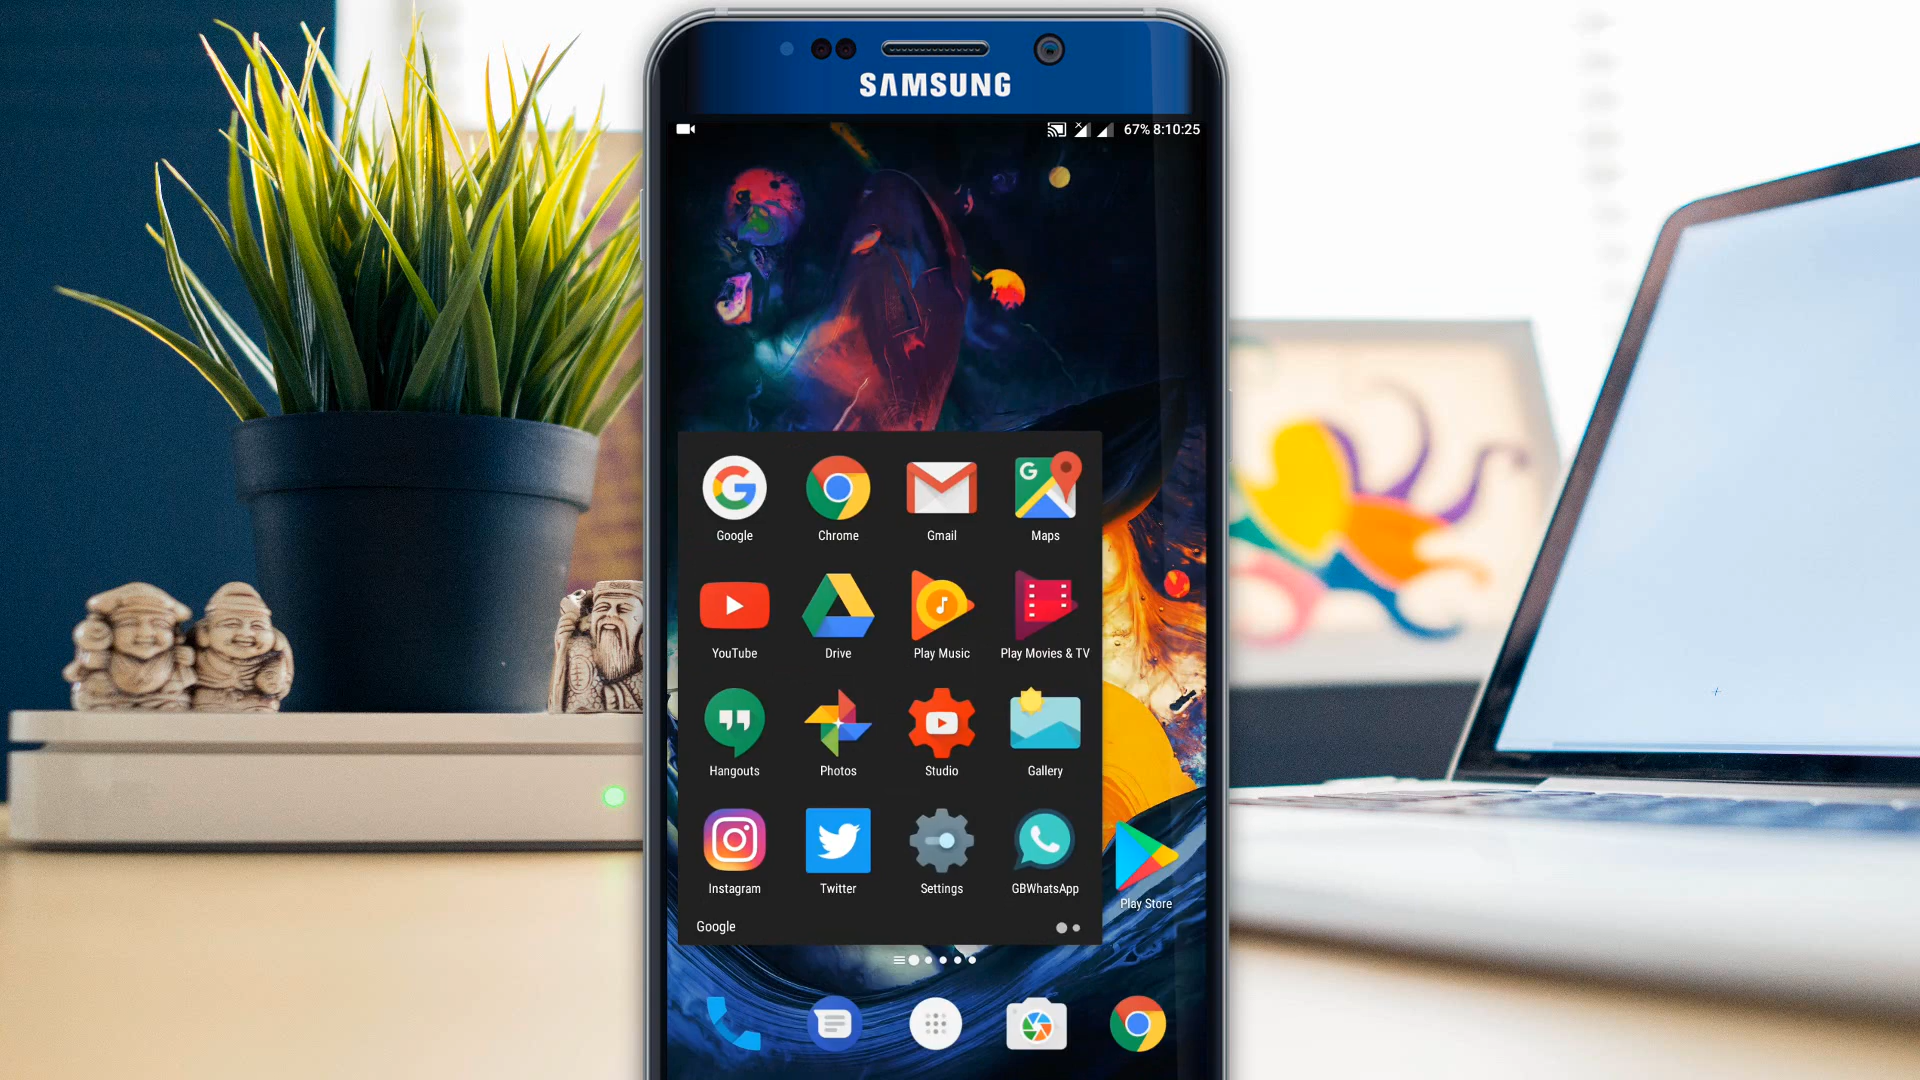 SAMSUNG
67% 8:10:25
Google Chrome Gmail Maps
YouTube Drive Play Music Play Movies & TV
Hangouts Photos Studio Gallery
Instagram Twitter Settings GBWhatsApp
Play Store
Google